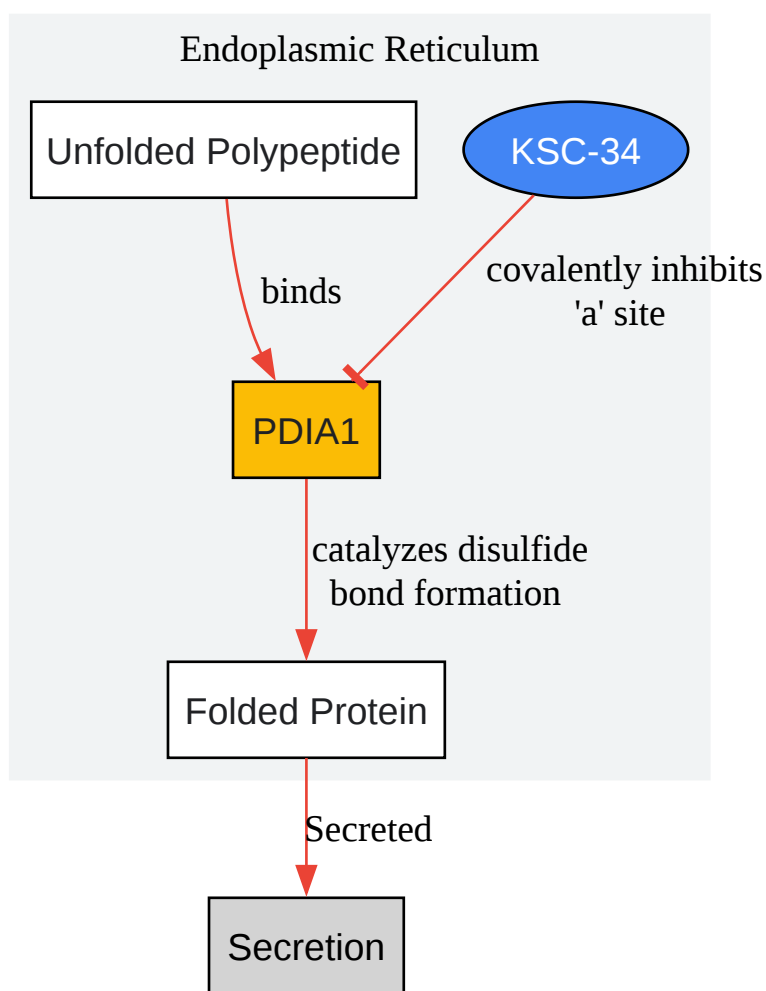 Endoplasmic Reticulum
Unfolded Polypeptide
KSC-34
binds
covalently inhibits
'a' site
PDIA1
catalyzes disulfide
bond formation
Folded Protein
Secreted
Secretion